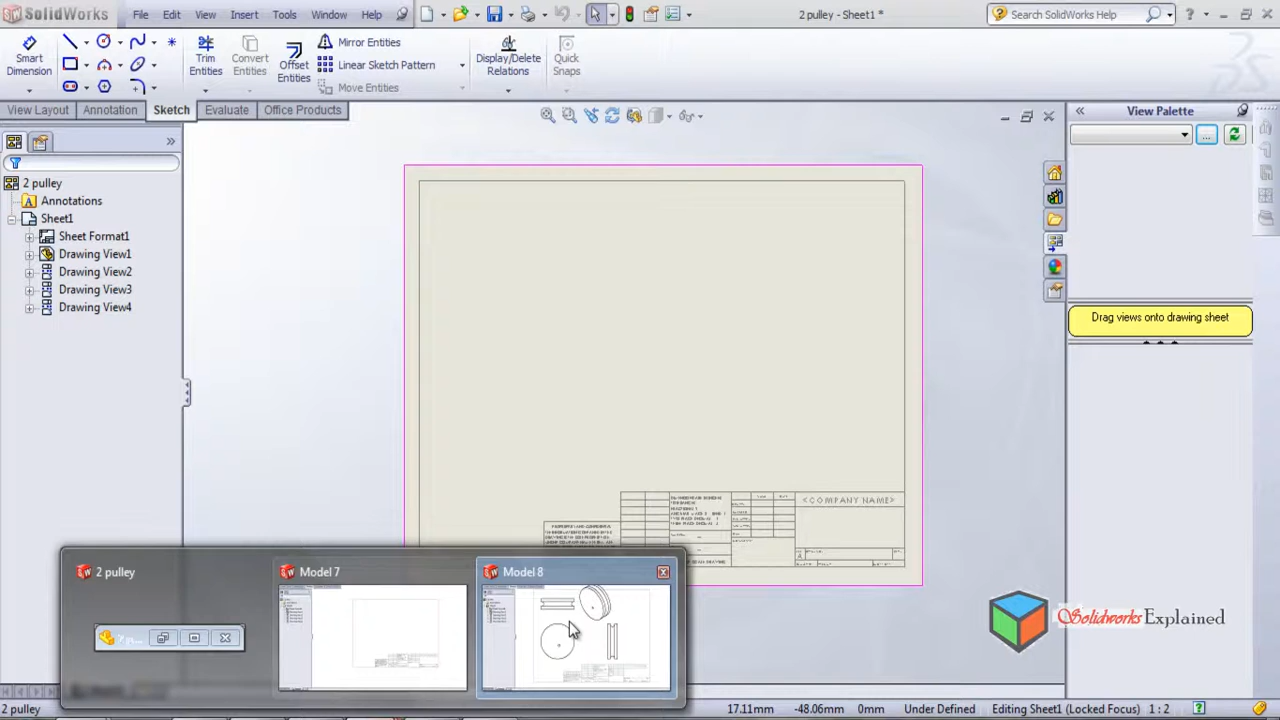 SolidWorks File Edit View Insert Tools Window Help 2 pulley - Sheet1 * Search SolidWorks Help
Smart Dimension
Trim Entities
Convert Entities
Offset Entities
Mirror Entities
Linear Sketch Pattern
Move Entities
Display/Delete Relations
Quick Snaps
View Layout Annotation Sketch Evaluate Office Products
View Palette
2 pulley
Annotations
Sheet1
Sheet Format1
Drawing View1
Drawing View2
Drawing View3
Drawing View4
Drag views onto drawing sheet
<COMPANY NAME>
2 pulley Model 7 Model 8
Solidworks Explained
2 pulley 17.11mm -48.06mm 0mm Under Defined Editing Sheet1 (Locked Focus) 1 : 2